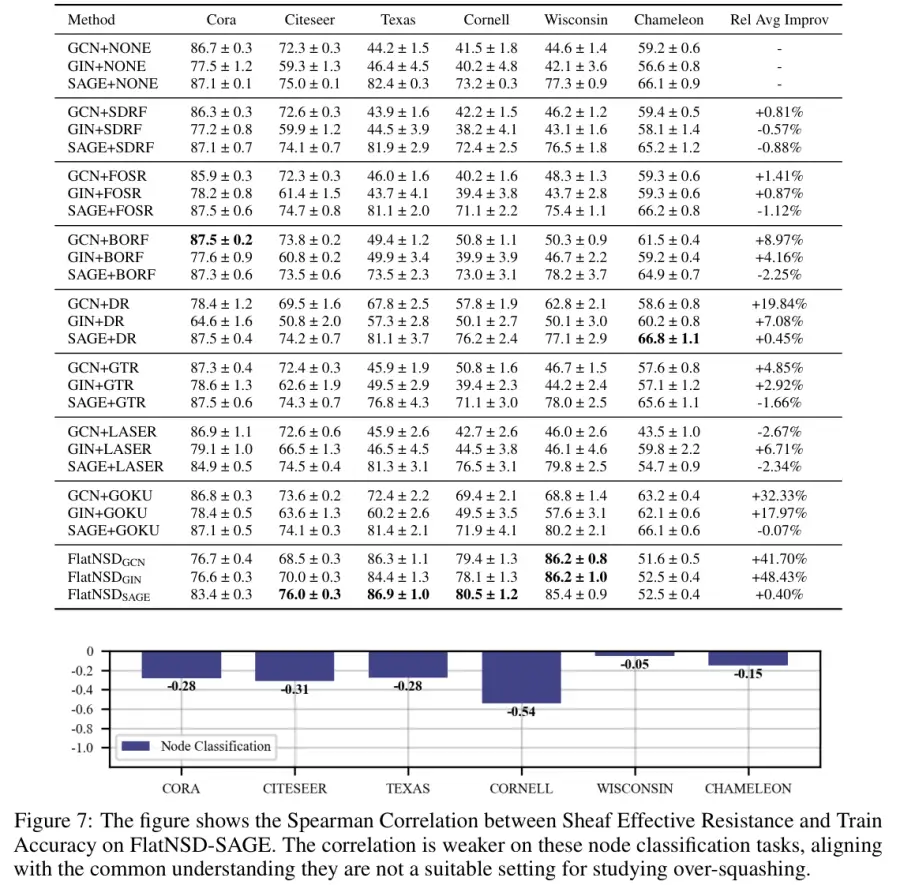 Method Cora Citeseer Texas Cornell Wisconsin Chameleon Rel Avg Improv
GCN+NONE 86.7 ± 0.3 72.3 ± 0.3 44.2 ± 1.5 41.5 ± 1.8 44.6 ± 1.4 59.2 ± 0.6 -
GIN+NONE 77.5 ± 1.2 59.3 ± 1.3 46.4 ± 4.5 40.2 ± 4.8 42.1 ± 3.6 56.6 ± 0.8 -
SAGE+NONE 87.1 ± 0.1 75.0 ± 0.1 82.4 ± 0.3 73.2 ± 0.3 77.3 ± 0.9 66.1 ± 0.9 -
GCN+SDRF 86.3 ± 0.3 72.6 ± 0.3 43.9 ± 1.6 42.2 ± 1.5 46.2 ± 1.2 59.4 ± 0.5 +0.81%
GIN+SDRF 77.2 ± 0.8 59.9 ± 1.2 44.5 ± 3.9 38.2 ± 4.1 43.1 ± 1.6 58.1 ± 1.4 -0.57%
SAGE+SDRF 87.1 ± 0.7 74.1 ± 0.7 81.9 ± 2.9 72.4 ± 2.5 76.5 ± 1.8 65.2 ± 1.2 -0.88%
GCN+FOSR 85.9 ± 0.3 72.3 ± 0.3 46.0 ± 1.6 40.2 ± 1.6 48.3 ± 1.3 59.3 ± 0.6 +1.41%
GIN+FOSR 78.2 ± 0.8 61.4 ± 1.5 43.7 ± 4.1 39.4 ± 3.8 43.7 ± 2.8 59.3 ± 0.6 +0.87%
SAGE+FOSR 87.5 ± 0.6 74.7 ± 0.8 81.1 ± 2.0 71.1 ± 2.2 75.4 ± 1.1 66.2 ± 0.8 -1.12%
GCN+BORF 87.5 ± 0.2 73.8 ± 0.2 49.4 ± 1.2 50.8 ± 1.1 50.3 ± 0.9 61.5 ± 0.4 +8.97%
GIN+BORF 77.6 ± 0.9 60.8 ± 0.2 49.9 ± 3.4 39.9 ± 3.9 46.7 ± 2.2 59.2 ± 0.4 +4.16%
SAGE+BORF 87.3 ± 0.6 73.5 ± 0.6 73.5 ± 2.3 73.0 ± 3.1 78.2 ± 3.7 64.9 ± 0.7 -2.25%
GCN+DR 78.4 ± 1.2 69.5 ± 1.6 67.8 ± 2.5 57.8 ± 1.9 62.8 ± 2.1 58.6 ± 0.8 +19.84%
GIN+DR 64.6 ± 1.6 50.8 ± 2.0 57.3 ± 2.8 50.1 ± 2.7 50.1 ± 3.0 60.2 ± 0.8 +7.08%
SAGE+DR 87.5 ± 0.4 74.2 ± 0.7 81.1 ± 3.7 76.2 ± 2.4 77.1 ± 2.9 66.8 ± 1.1 +0.45%
GCN+GTR 87.3 ± 0.4 72.4 ± 0.3 45.9 ± 1.9 50.8 ± 1.6 46.7 ± 1.5 57.6 ± 0.8 +4.85%
GIN+GTR 78.6 ± 1.3 62.6 ± 1.9 49.5 ± 2.9 39.4 ± 2.3 44.2 ± 2.4 57.1 ± 1.2 +2.92%
SAGE+GTR 87.5 ± 0.6 74.3 ± 0.7 76.8 ± 4.3 71.1 ± 3.0 78.0 ± 2.5 65.6 ± 1.1 -1.66%
GCN+LASER 86.9 ± 1.1 72.6 ± 0.6 45.9 ± 2.6 42.7 ± 2.6 46.0 ± 2.6 43.5 ± 1.0 -2.67%
GIN+LASER 79.1 ± 1.0 66.5 ± 1.3 46.5 ± 4.5 44.5 ± 3.8 46.1 ± 4.6 59.8 ± 2.2 +6.71%
SAGE+LASER 84.9 ± 0.5 74.5 ± 0.4 81.3 ± 3.1 76.5 ± 3.1 79.8 ± 2.5 54.7 ± 0.9 -2.34%
GCN+GOKU 86.8 ± 0.3 73.6 ± 0.2 72.4 ± 2.2 69.4 ± 2.1 68.8 ± 1.4 63.2 ± 0.4 +32.33%
GIN+GOKU 78.4 ± 0.5 63.6 ± 1.3 60.2 ± 2.6 49.5 ± 3.5 57.6 ± 3.1 62.1 ± 0.6 +17.97%
SAGE+GOKU 87.1 ± 0.5 74.1 ± 0.3 81.4 ± 2.1 71.9 ± 4.1 80.2 ± 2.1 66.1 ± 0.6 -0.07%
FlatNSDGCN 76.7 ± 0.4 68.5 ± 0.3 86.3 ± 1.1 79.4 ± 1.3 86.2 ± 0.8 51.6 ± 0.5 +41.70%
FlatNSDGIN 76.6 ± 0.3 70.0 ± 0.3 84.4 ± 1.3 78.1 ± 1.3 86.2 ± 1.0 52.5 ± 0.4 +48.43%
FlatNSDSAGE 83.4 ± 0.3 76.0 ± 0.3 86.9 ± 1.0 80.5 ± 1.2 85.4 ± 0.9 52.5 ± 0.4 +0.40%
0
-0.2
-0.4
-0.6
-0.8
-1.0
-0.28 -0.31 -0.28 -0.54 -0.05 -0.15
Node Classification
CORA CITESEER TEXAS CORNELL WISCONSIN CHAMELEON
Figure 7: The figure shows the Spearman Correlation between Sheaf Effective Resistance and Train
Accuracy on FlatNSD-SAGE. The correlation is weaker on these node classification tasks, aligning
with the common understanding they are not a suitable setting for studying over-squashing.